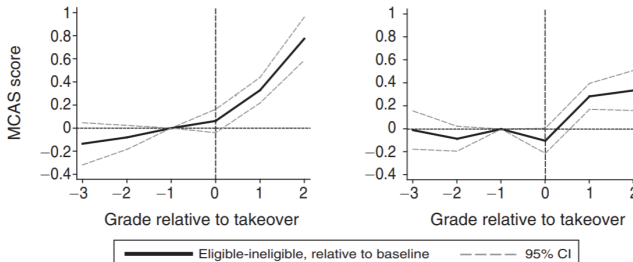 MCAS score
1
0.8
0.6
0.4
0.2
0
−0.2
−0.4
−3 −2 −1 0 1 2
Grade relative to takeover
1
0.8
0.6
0.4
0.2
0
−0.2
−0.4
−3 −2 −1 0 1 2
Grade relative to takeover
Eligible-ineligible, relative to baseline 95% CI